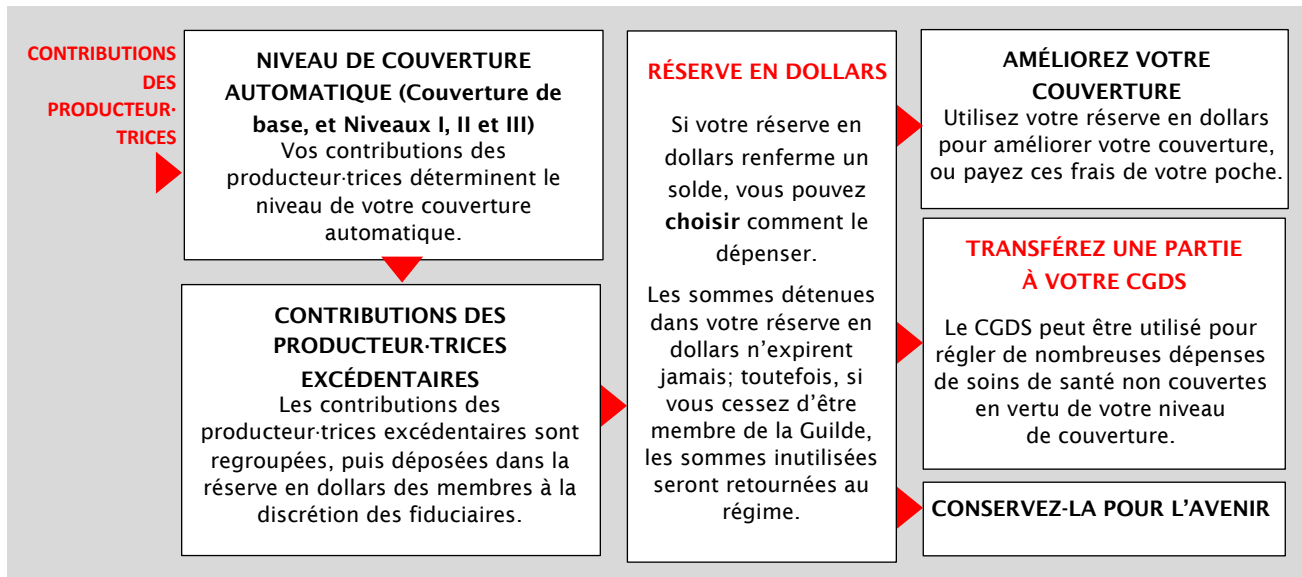 CONTRIBUTIONS
DES
PRODUCTEUR·
TRICES
NIVEAU DE COUVERTURE
AUTOMATIQUE (Couverture de
base, et Niveaux I, II et III)
Vos contributions des
producteur·trices déterminent le
niveau de votre couverture
automatique.
CONTRIBUTIONS DES
PRODUCTEUR·TRICES
EXCÉDENTAIRES
Les contributions des
producteur·trices excédentaires sont
regroupées, puis déposées dans la
réserve en dollars des membres à la
discrétion des fiduciaires.
RÉSERVE EN DOLLARS
Si votre réserve en
dollars renferme un
solde, vous pouvez
choisir comment le
dépenser.
Les sommes détenues
dans votre réserve en
dollars n’expirent
jamais; toutefois, si
vous cessez d’être
membre de la Guilde,
les sommes inutilisées
seront retournées au
régime.
AMÉLIOREZ VOTRE
COUVERTURE
Utilisez votre réserve en dollars
pour améliorer votre couverture,
ou payez ces frais de votre poche.
TRANSFÉREZ UNE PARTIE
À VOTRE CGDS
Le CGDS peut être utilisé pour
régler de nombreuses dépenses
de soins de santé non couvertes
en vertu de votre niveau
de couverture.
CONSERVEZ-LA POUR L’AVENIR